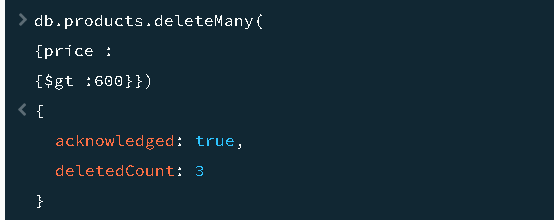 > db.products.deleteMany(
{price :
{$gt :600}})
< {
acknowledged: true,
deletedCount: 3
}